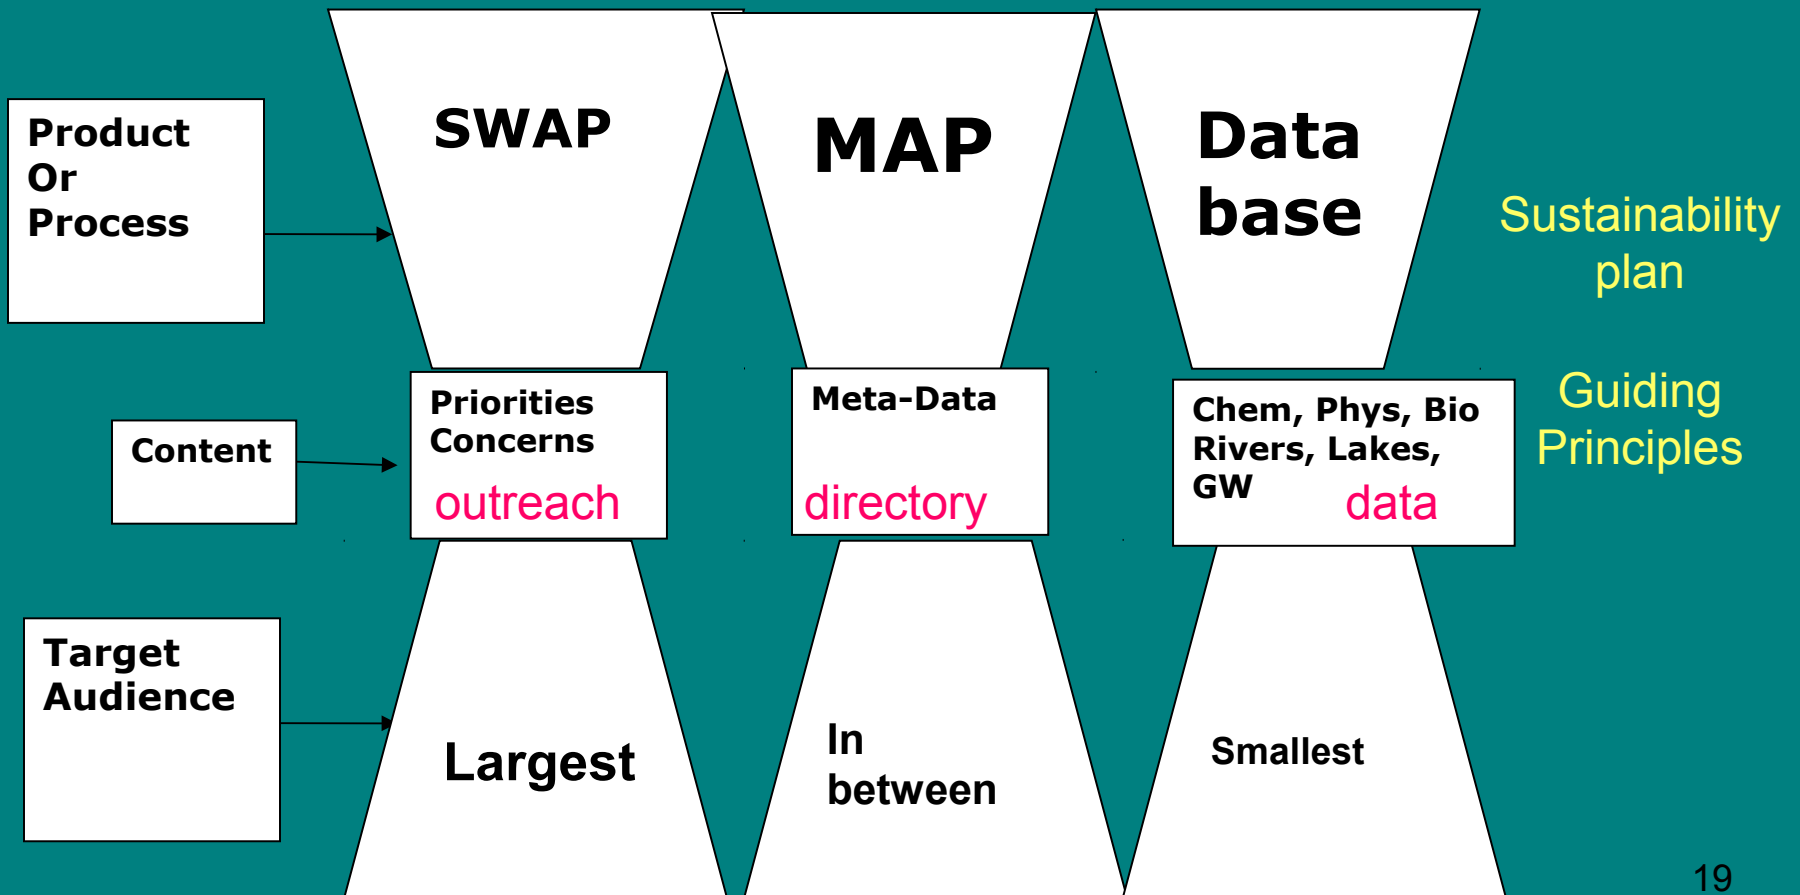 Product
Or
Process
SWAP
MAP
Data
base
Sustainability
plan
Content
Priorities
Concerns
outreach
Meta-Data
directory
Chem, Phys, Bio
Rivers, Lakes,
GW
data
Guiding
Principles
Target
Audience
Largest
In
between
Smallest
19